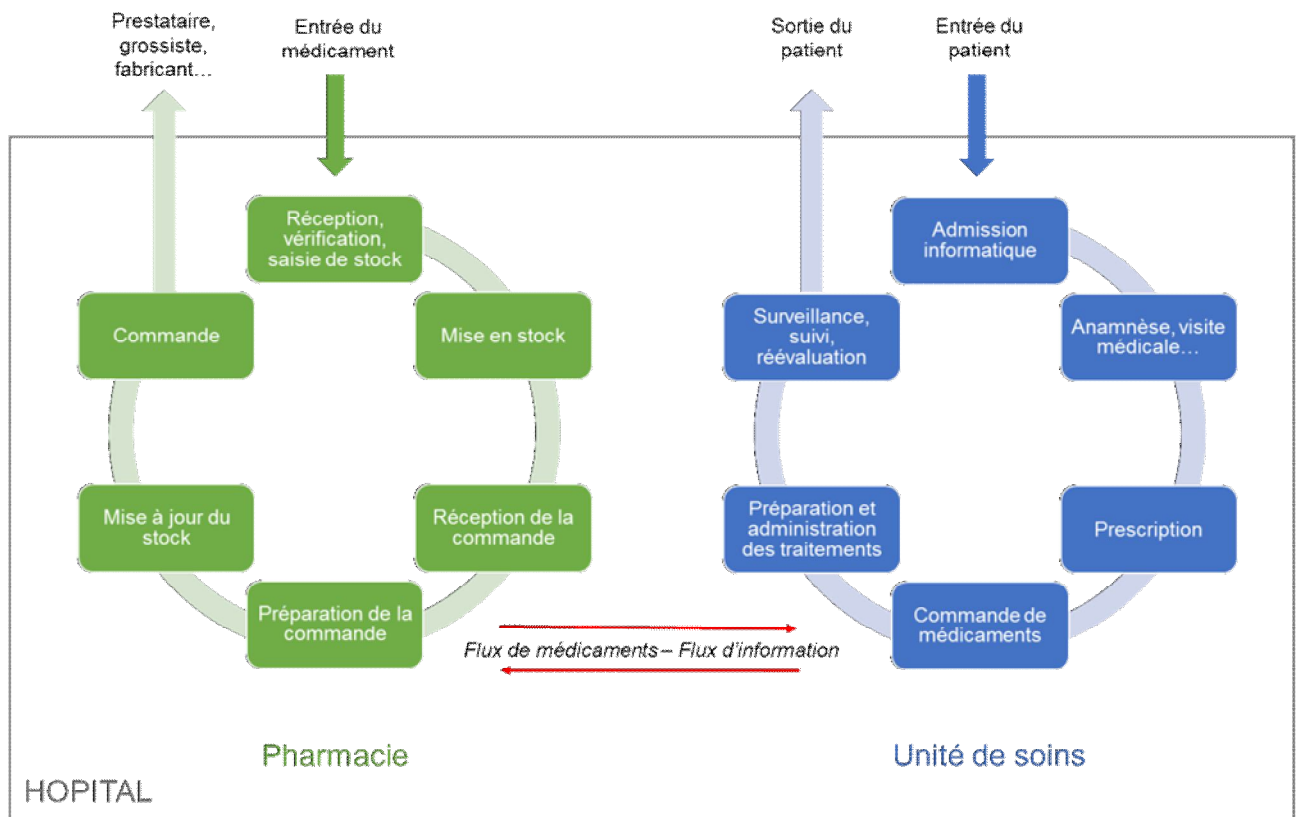 Prestataire,
grossiste,
fabricant…
Entrée du
médicament
Sortie du
patient
Entrée du
patient
Réception,
vérification,
saisie de stock
Admission
informatique
Commande
Mise en stock
Surveillance,
suivi,
réévaluation
Anamnèse, visite
médicale…
Mise à jour du
stock
Réception de la
commande
Préparation et
administration
des traitements
Prescription
Préparation de la
commande
Commande de
médicaments
Flux de médicaments – Flux d'information
Pharmacie
Unité de soins
HOPITAL